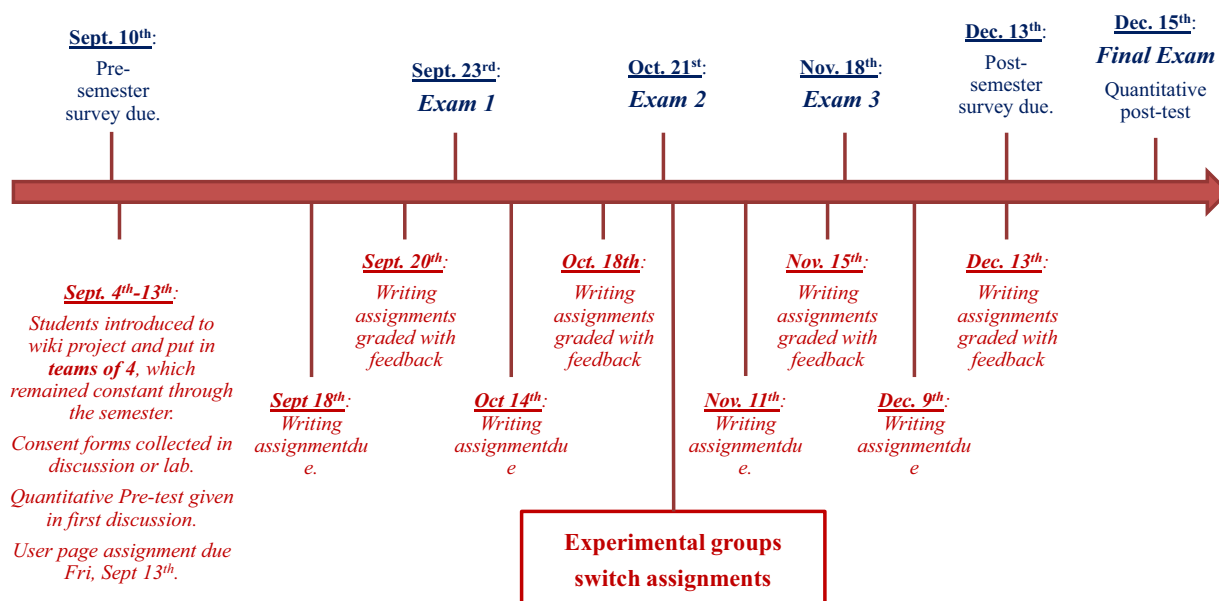 Sept. 10th:
Pre-
semester
survey due.
Sept. 23rd:
Exam 1
Oct. 21st:
Exam 2
Nov. 18th:
Exam 3
Dec. 13th:
Post-
semester
survey due.
Dec. 15th:
Final Exam
Quantitative
post-test
Sept. 4th-13th:
Students introduced to
wiki project and put in
teams of 4, which
remained constant through
the semester.
Consent forms collected in
discussion or lab.
Quantitative Pre-test given
in first discussion.
User page assignment due
Fri, Sept 13th.
Sept 18th:
Writing
assignmentdu
e.
Sept. 20th:
Writing
assignments
graded with
feedback
Oct 14th:
Writing
assignmentdu
e
Oct. 18th:
Writing
assignments
graded with
feedback
Experimental groups
switch assignments
Nov. 11th:
Writing
assignmentdu
e
Nov. 15th:
Writing
assignments
graded with
feedback
Dec. 9th:
Writing
assignmentdu
e
Dec. 13th:
Writing
assignments
graded with
feedback